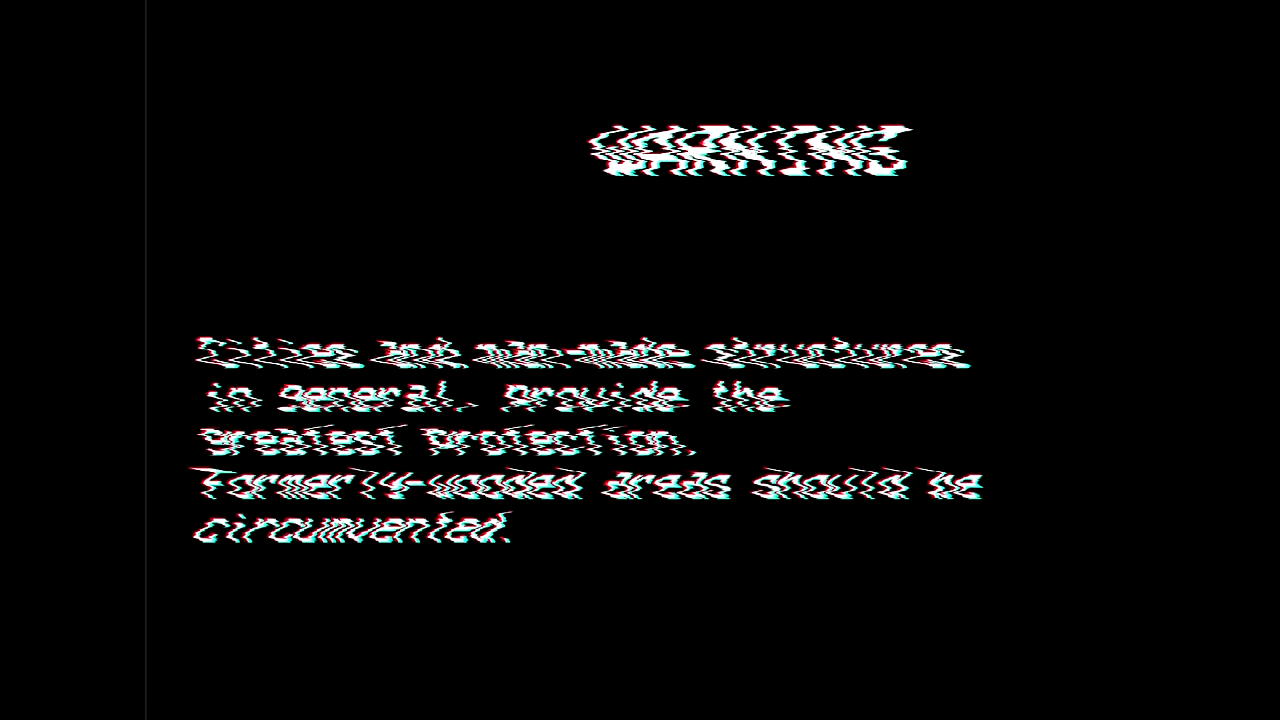 WARNING
Cities and man-made structures
in general, provide the
greatest protection.
Formerly-wooded areas should be
circumvented.